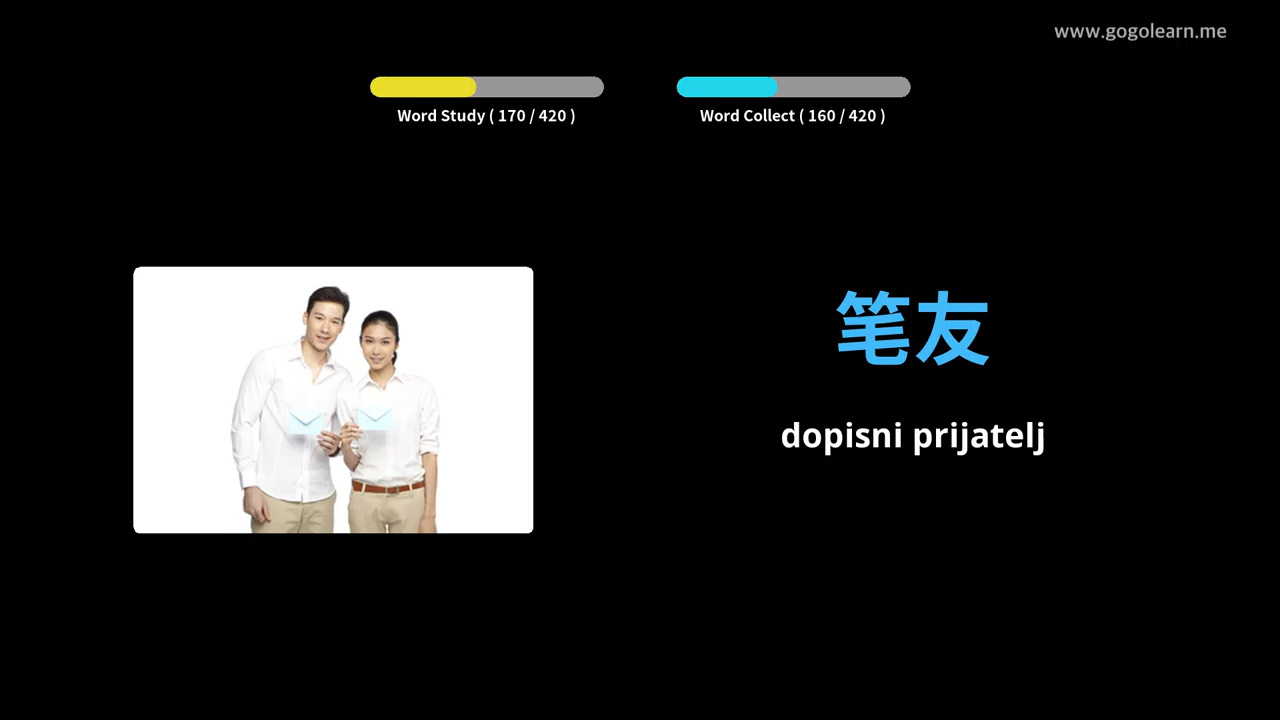 www.gogolearn.me
Word Study ( 170 / 420 )
Word Collect ( 160 / 420 )
笔友
dopisni prijatelj